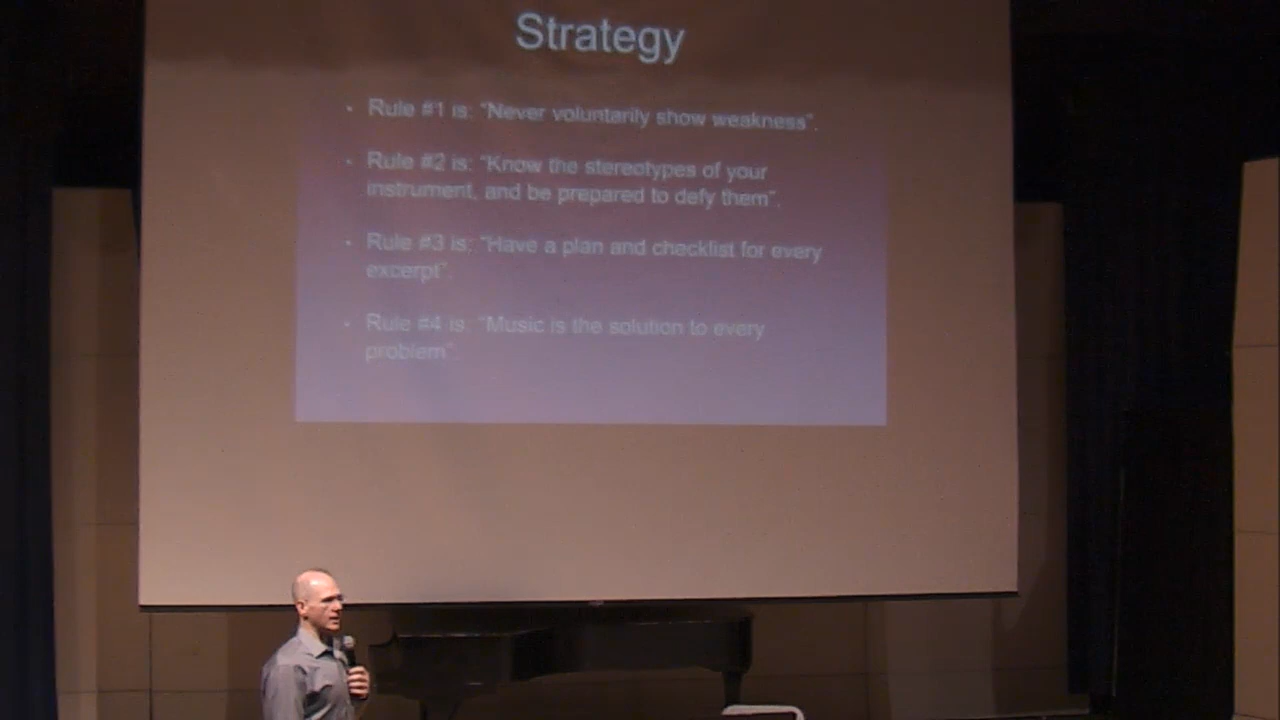 Strategy
• Rule #1 is: "Never voluntarily show weakness".
• Rule #2 is: "Know the stereotypes of your
instrument, and be prepared to defy them".
• Rule #3 is: "Have a plan and checklist for every
excerpt".
• Rule #4 is: "Music is the solution to every
problem".